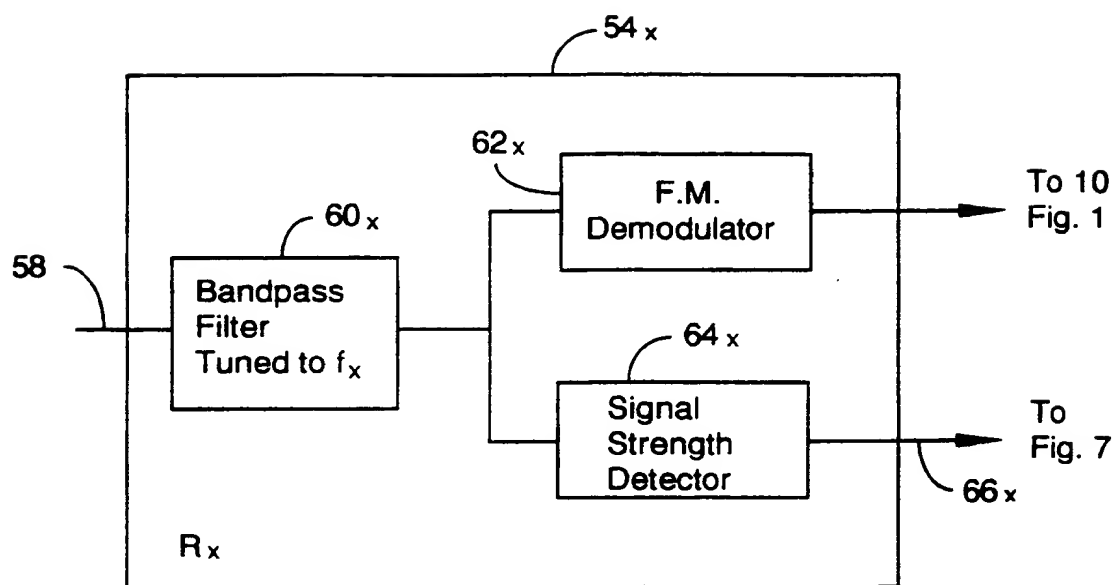 54x
62x
F.M.
Demodulator
To 10
Fig. 1
60x
58
Bandpass
Filter
Tuned to fx
64x
Signal
Strength
Detector
To
Fig. 7
66x
Rx